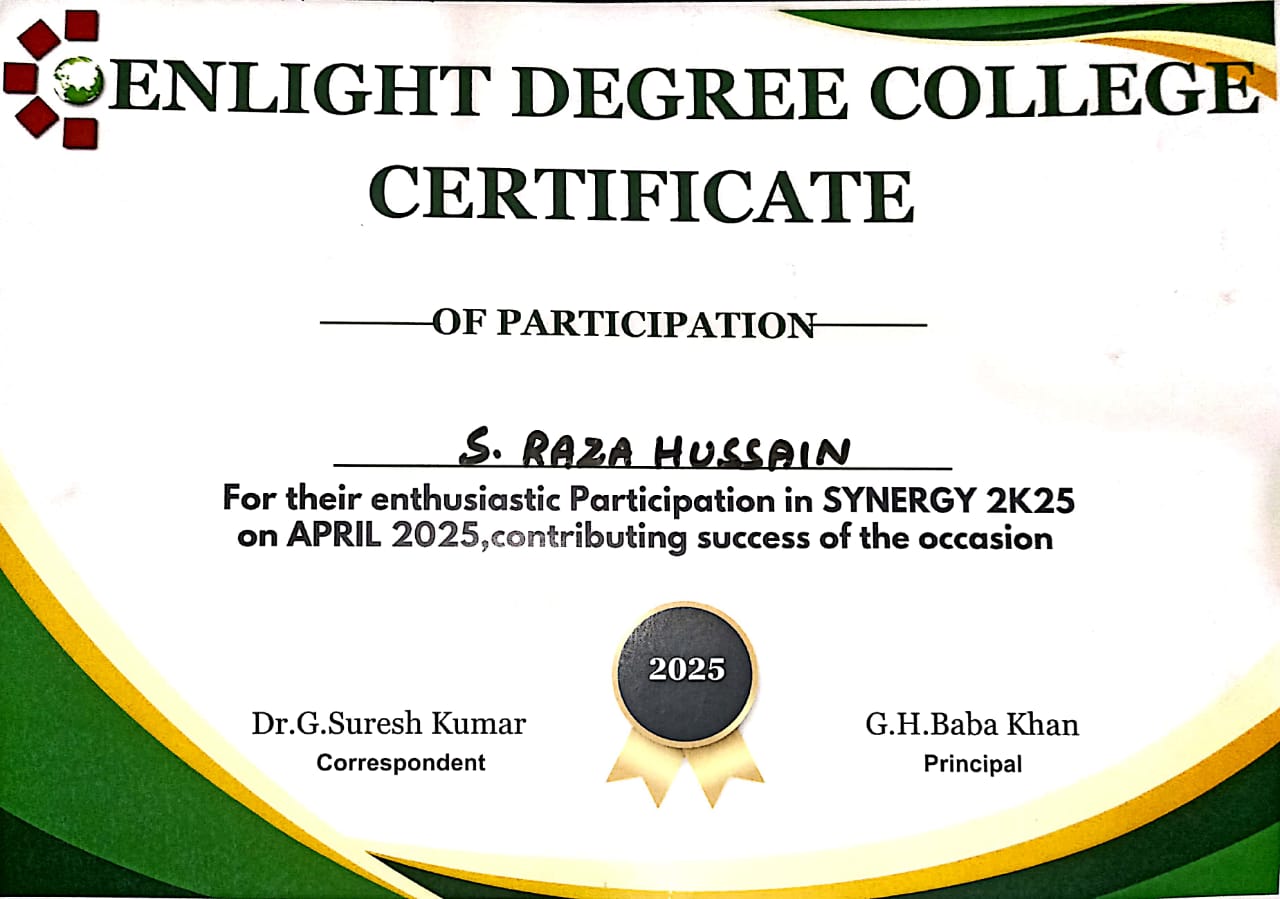 ENLIGHT DEGREE COLLEGE
CERTIFICATE
OF PARTICIPATION
S. RAZA HUSSAIN
For their enthusiastic Participation in SYNERGY 2K25
on APRIL 2025,contributing success of the occasion
2025
Dr.G.Suresh Kumar
Correspondent
G.H.Baba Khan
Principal